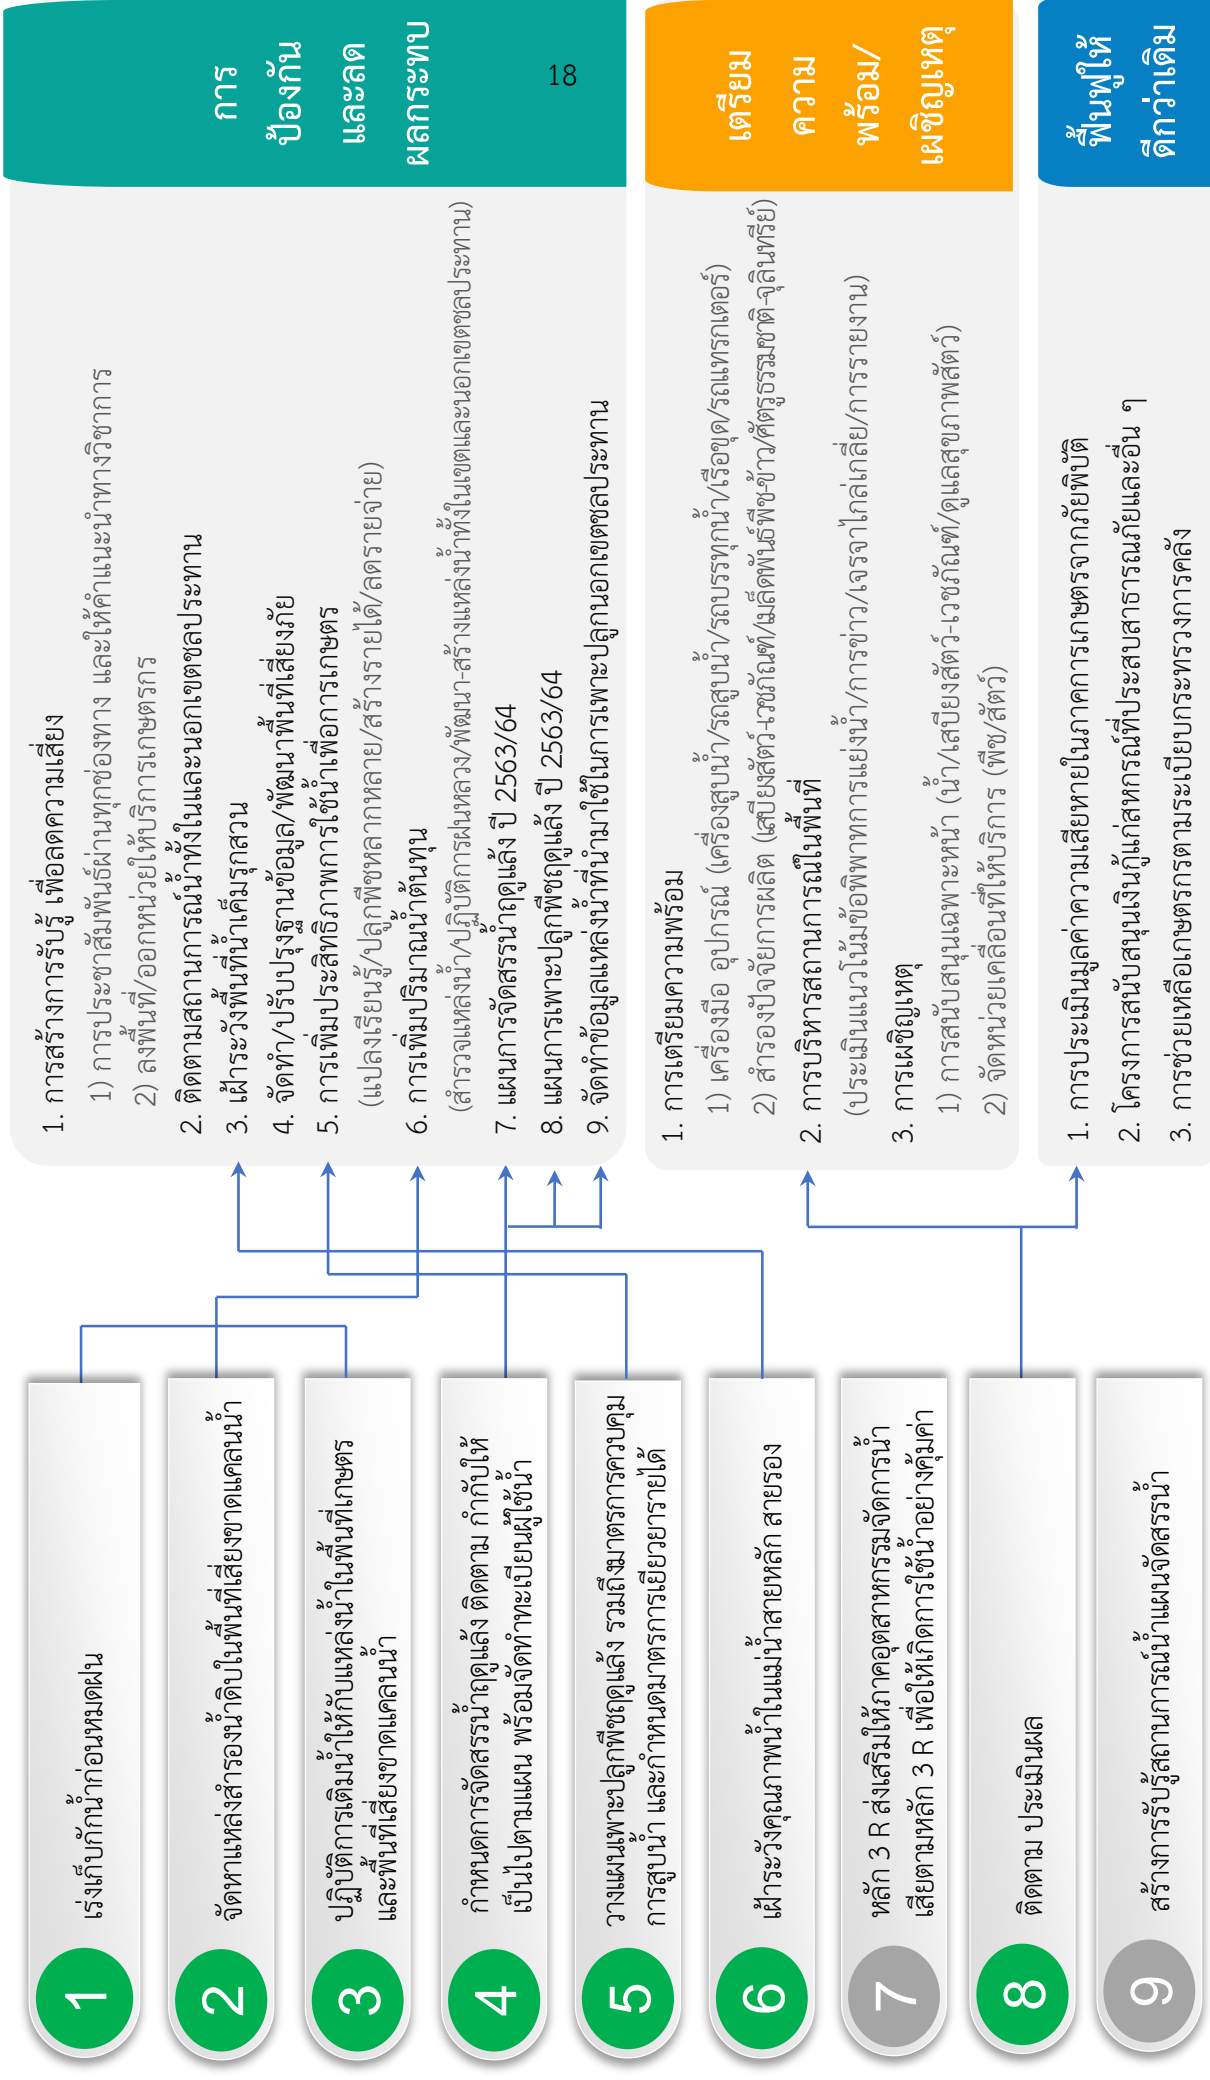 1
เร่งเก็บกักน้ำก่อนหมดฝน
2
จัดหาแหล่งสำรองน้ำดิบในพื้นที่เสี่ยงขาดแคลนน้ำ
3
ปฏิบัติการเติมน้ำให้กับแหล่งน้ำในพื้นที่เกษตร
และพื้นที่เสี่ยงขาดแคลนน้ำ
4
กำหนดการจัดสรรน้ำฤดูแล้ง ติดตาม กำกับให้
เป็นไปตามแผน พร้อมจัดทำทะเบียนผู้ใช้น้ำ
5
วางแผนเพาะปลูกพืชฤดูแล้ง รวมถึงมาตรการควบคุม
การสูบน้ำ และกำหนดมาตรการเยียวยารายได้
6
เฝ้าระวังคุณภาพน้ำในแม่น้ำสายหลัก สายรอง
7
หลัก 3 R ส่งเสริมให้ภาคอุตสาหกรรมจัดการน้ำ
เสียตามหลัก 3 R เพื่อให้เกิดการใช้น้ำอย่างคุ้มค่า
8
ติดตาม ประเมินผล
9
สร้างการรับรู้สถานการณ์น้ำแผนจัดสรรน้ำ
1. การสร้างการรับรู้ เพื่อลดความเสี่ยง
1) การประชาสัมพันธ์ผ่านทุกช่องทาง และให้คำแนะนำทางวิชาการ
2) ลงพื้นที่/ออกหน่วยให้บริการเกษตรกร
2. ติดตามสถานการณ์น้ำทั้งในและนอกเขตชลประทาน
3. เฝ้าระวังพื้นที่น้ำเค็มรุกสวน
4. จัดทำ/ปรับปรุงฐานข้อมูล/พัฒนาพื้นที่เสี่ยงภัย
5. การเพิ่มประสิทธิภาพการใช้น้ำเพื่อการเกษตร
(แปลงเรียนรู้/ปลูกพืชหลากหลาย/สร้างรายได้/ลดรายจ่าย)
6. การเพิ่มปริมาณน้ำต้นทุน
(สำรวจแหล่งน้ำ/ปฏิบัติการฝนหลวง/พัฒนา-สร้างแหล่งน้ำทั้งในเขตและนอกเขตชลประทาน)
7. แผนการจัดสรรน้ำฤดูแล้ง ปี 2563/64
8. แผนการเพาะปลูกพืชฤดูแล้ง ปี 2563/64
9. จัดทำข้อมูลแหล่งน้ำที่นำมาใช้ในการเพาะปลูกนอกเขตชลประทาน
การ
ป้องกัน
และลด
ผลกระทบ
18
1. การเตรียมความพร้อม
1) เครื่องมือ อุปกรณ์ (เครื่องสูบน้ำ/รถสูบน้ำ/รถบรรทุกน้ำ/เรือขุด/รถแทรกเตอร์)
2) สำรองปัจจัยการผลิต (เสบียงสัตว์-เวชภัณฑ์/เมล็ดพันธ์พืช-ข้าว/ศัตรูธรรมชาติ-จุลินทรีย์)
2. การบริหารสถานการณ์ในพื้นที่
(ประเมินแนวโน้มข้อพิพาทการแย่งน้ำ/การข่าว/เจรจาไกล่เกลี่ย/การรายงาน)
3. การเผชิญเหตุ
1) การสนับสนุนเฉพาะหน้า (น้ำ/เสบียงสัตว์-เวชภัณฑ์/ดูแลสุขภาพสัตว์)
2) จัดหน่วยเคลื่อนที่ให้บริการ (พืช/สัตว์)
เตรียม
ความ
พร้อม/
เผชิญเหตุ
1. การประเมินมูลค่าความเสียหายในภาคการเกษตรจากภัยพิบัติ
2. โครงการสนับสนุนเงินกู้แก่สหกรณ์ที่ประสบสาธารณภัยและอื่น ๆ
3. การช่วยเหลือเกษตรกรตามระเบียบกระทรวงการคลัง
ฟื้นฟูให้
ดีกว่าเดิม